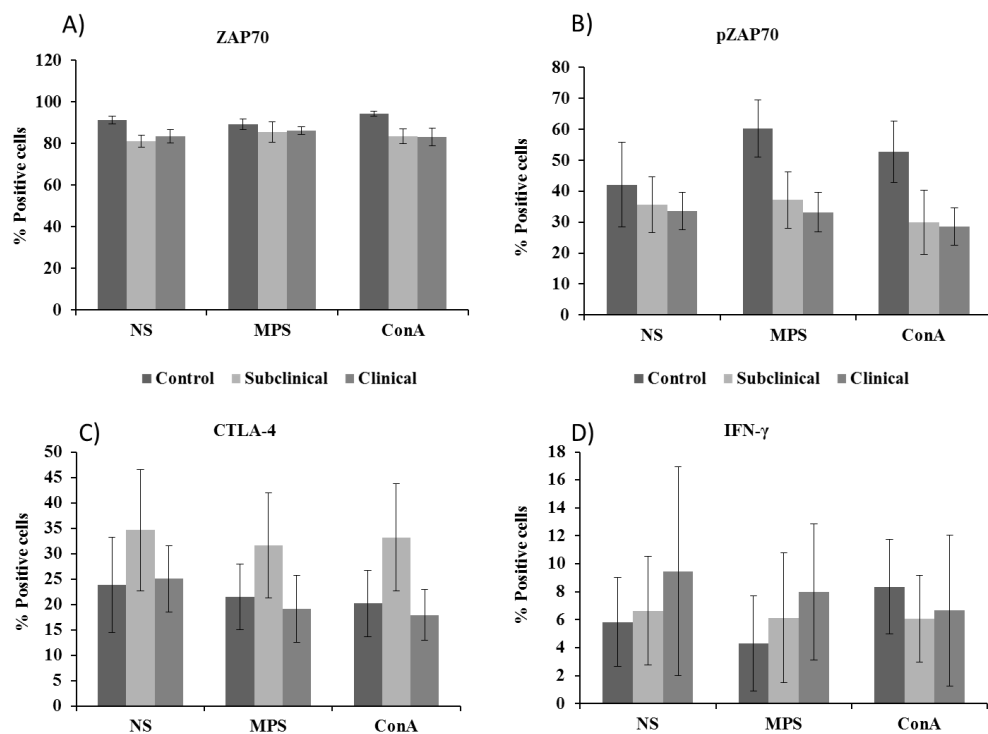 A)
ZAP70
% Positive cells
120
100
80
60
40
20
0
NS MPS ConA
■ Control ■ Subclinical ■ Clinical
B)
pZAP70
% Positive cells
80
70
60
50
40
30
20
10
0
NS MPS ConA
■ Control ■ Subclinical ■ Clinical
C)
CTLA-4
% Positive cells
50
45
40
35
30
25
20
15
10
5
0
NS MPS ConA
D)
IFN-γ
% Positive cells
18
16
14
12
10
8
6
4
2
0
NS MPS ConA